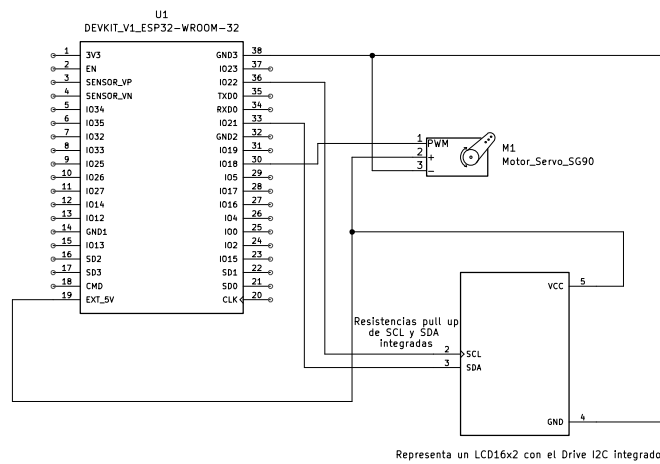 U1
DEVKIT_V1_ESP32-WROOM-32
1 3V3
2 EN
3 SENSOR_VP
4 SENSOR_VN
5 IO34
6 IO35
7 IO32
8 IO33
9 IO25
10 IO26
11 IO27
12 IO14
13 IO12
14 GND1
15 IO13
16 SD2
17 SD3
18 CMD
19 EXT_5V
GND3 38
IO23 37
IO22 36
TXD0 35
RXD0 34
IO21 33
GND2 32
IO19 31
IO18 30
IO5 29
IO17 28
IO16 27
IO4 26
IO0 25
IO2 24
IO15 23
SD1 22
SD0 21
CLK 20
1 PWM
2 +
3 -
M1
Motor_Servo_SG90
VCC 5
Resistencias pull up
de SCL y SDA
integradas
2 SCL
3 SDA
GND 4
Representa un LCD16x2 con el Drive I2C integrado